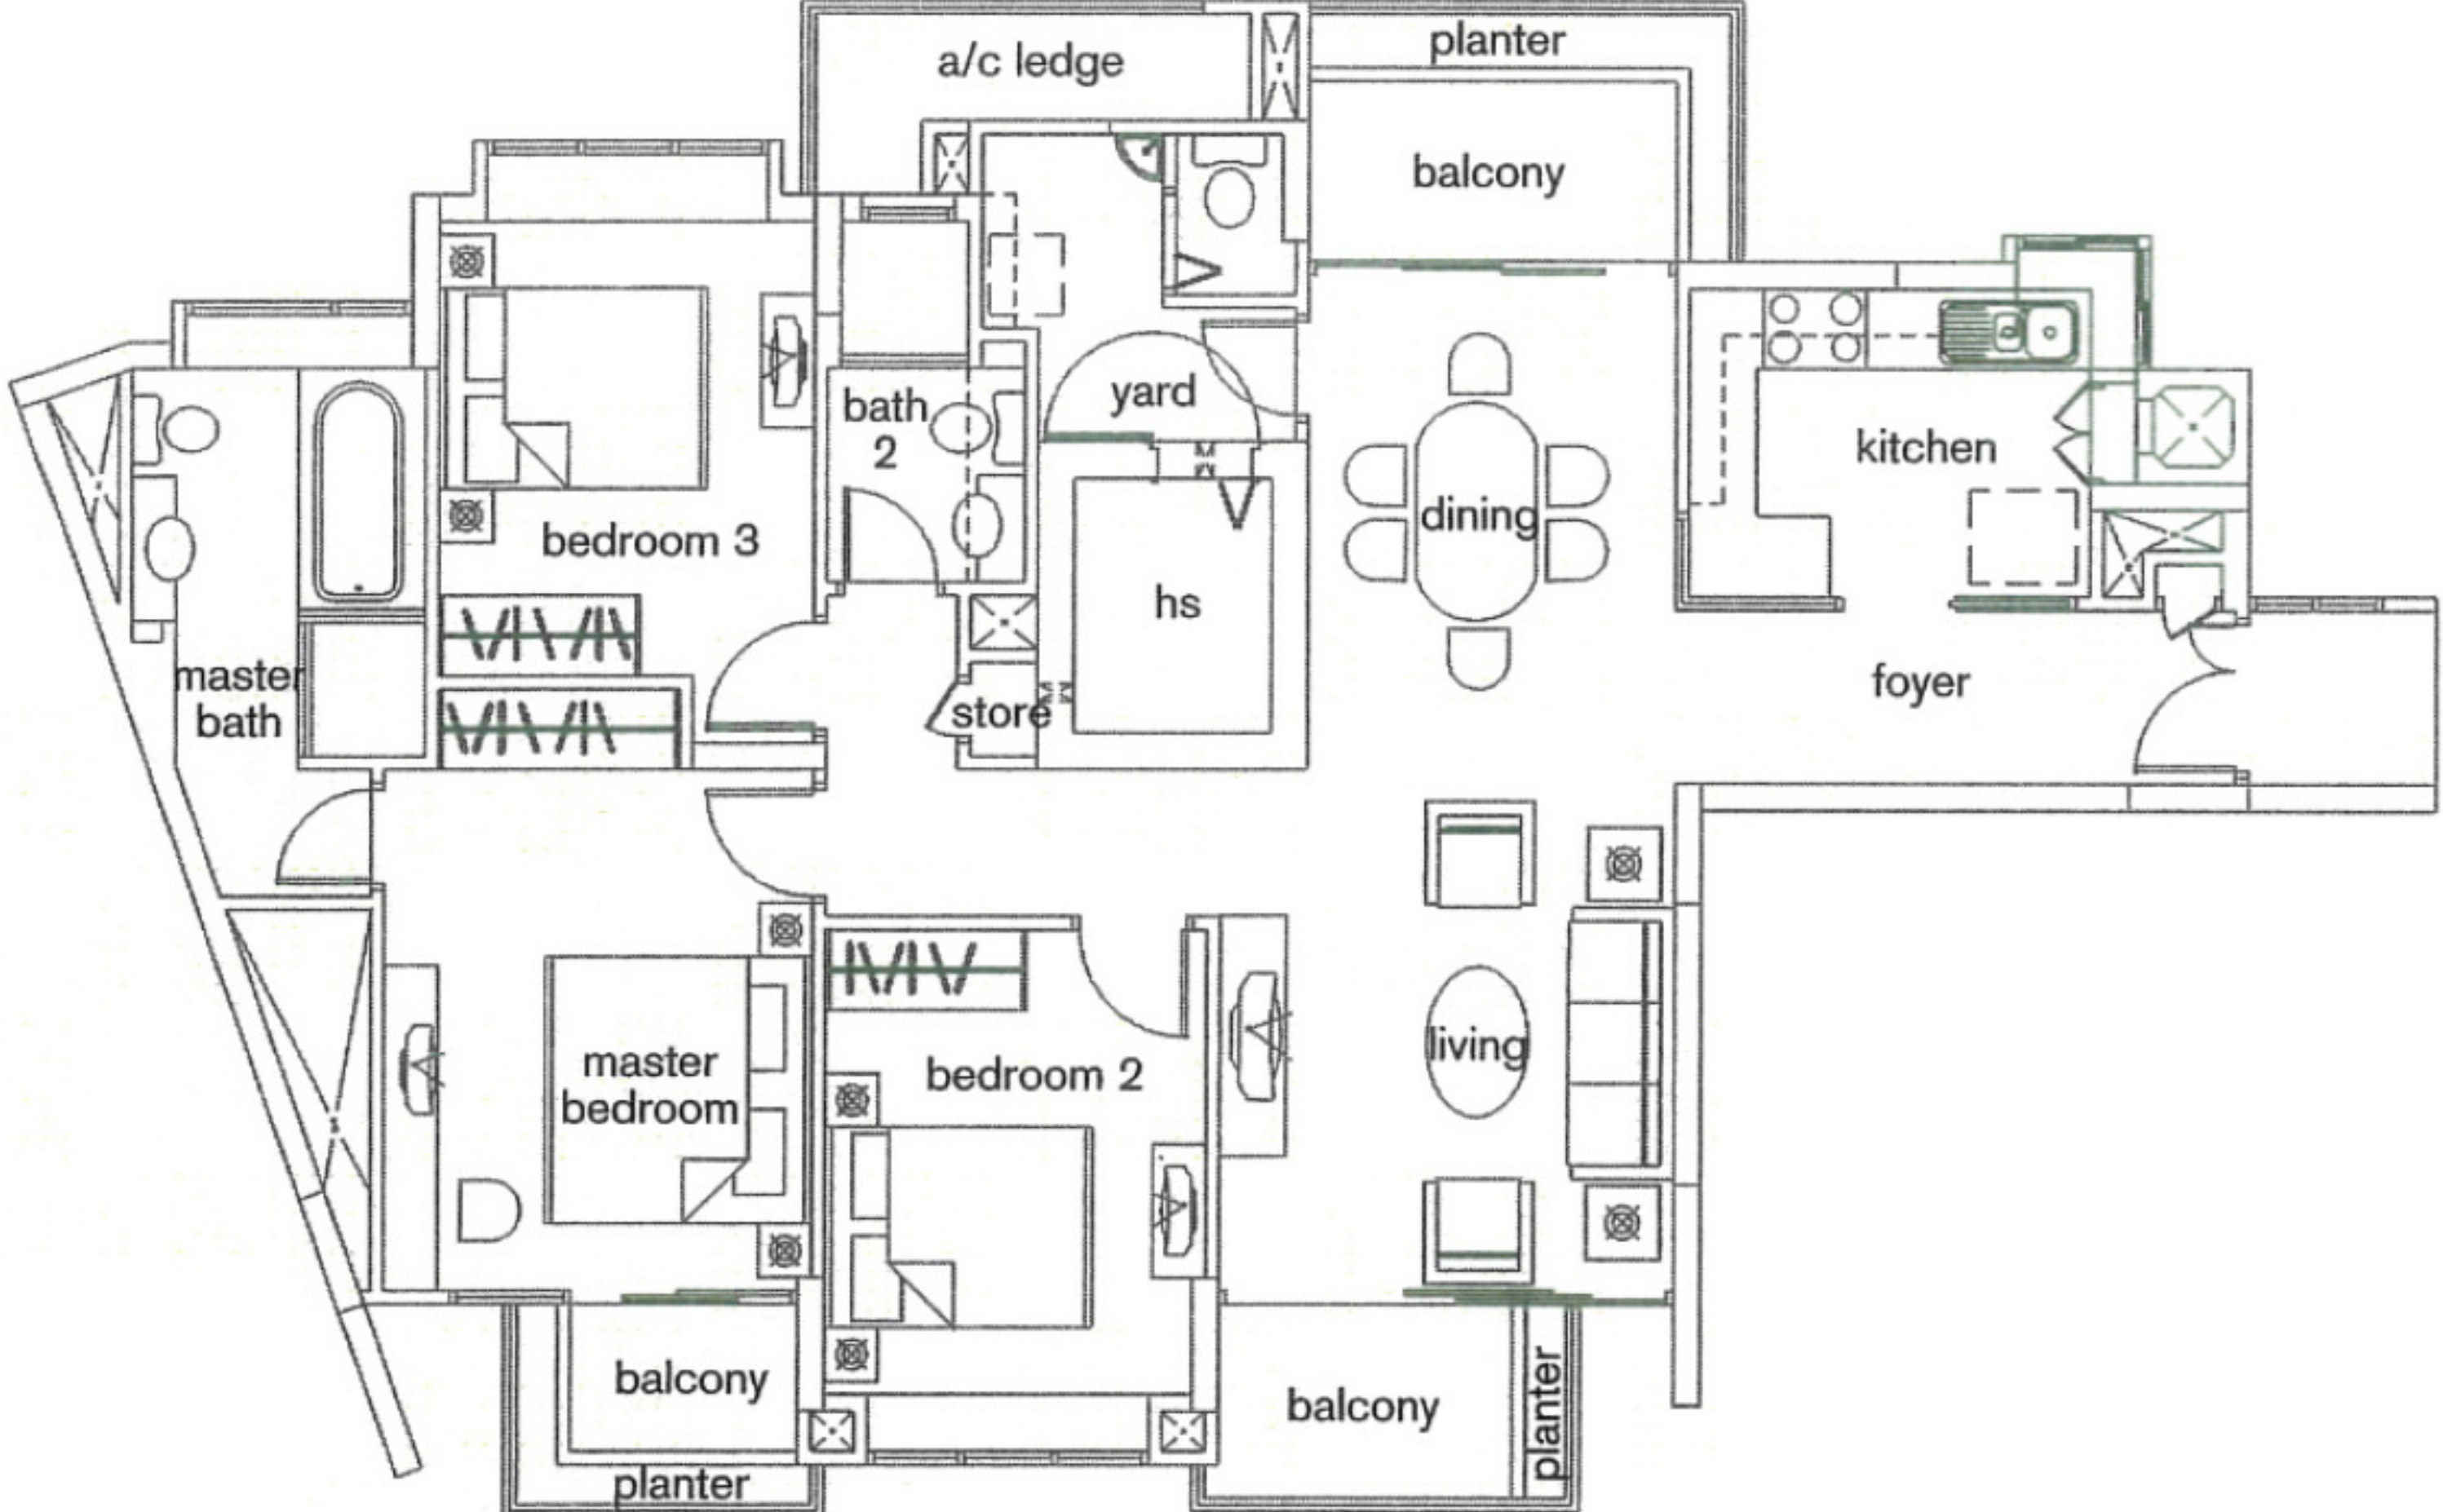 a/c ledge
planter
balcony
yard
bath
2
kitchen
dining
bedroom 3
hs
master
bath
store
foyer
master
bedroom
bedroom 2
living
balcony
planter
balcony
planter